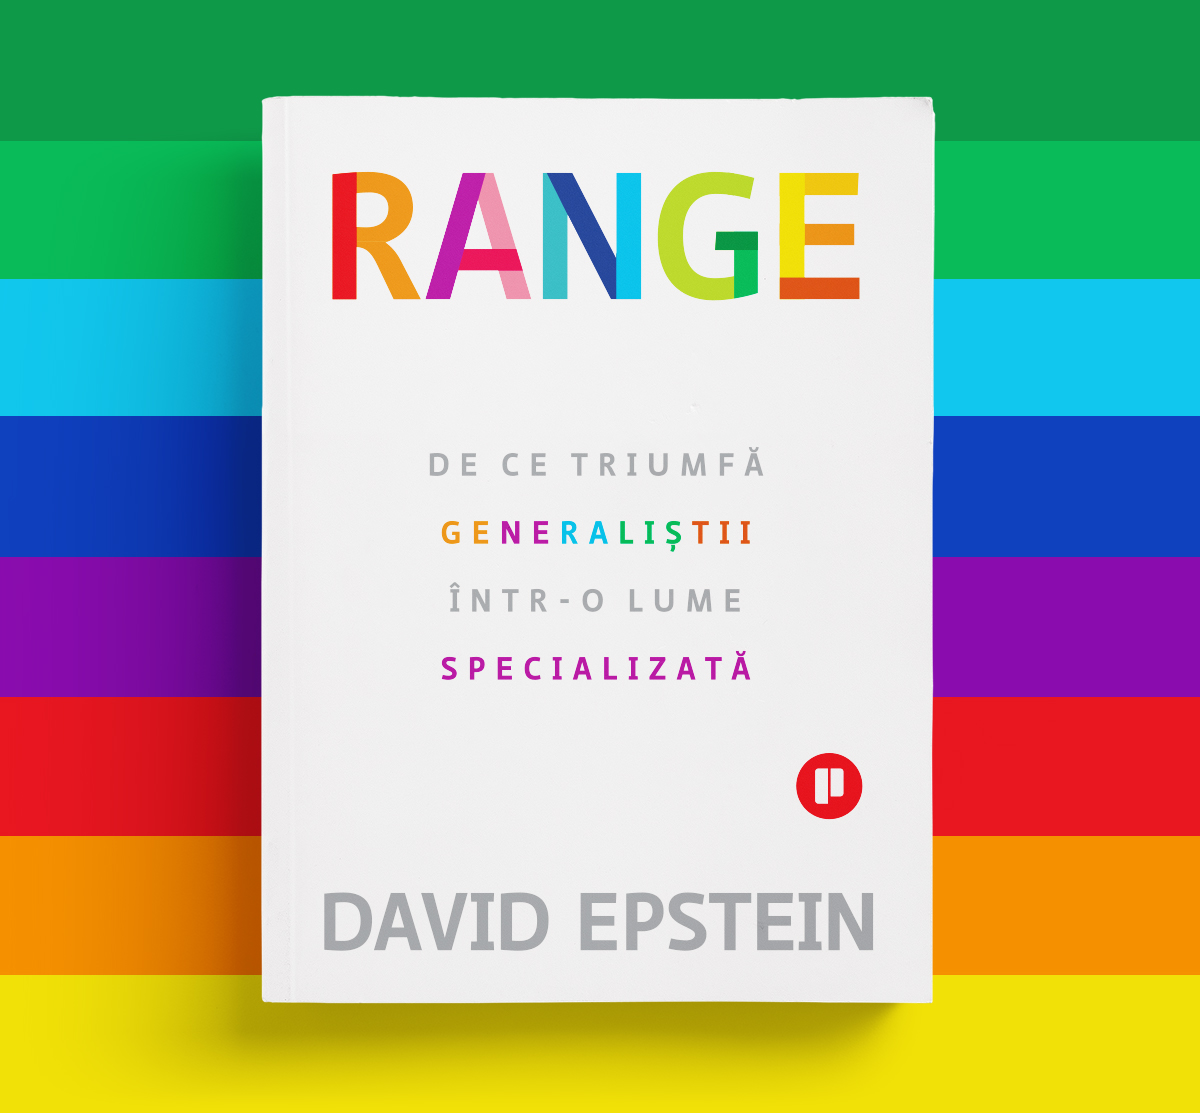 RANGE
DE CE TRIUMFĂ
GENERALIȘTII
ÎNTR-O LUME
SPECIALIZATĂ
DAVID EPSTEIN